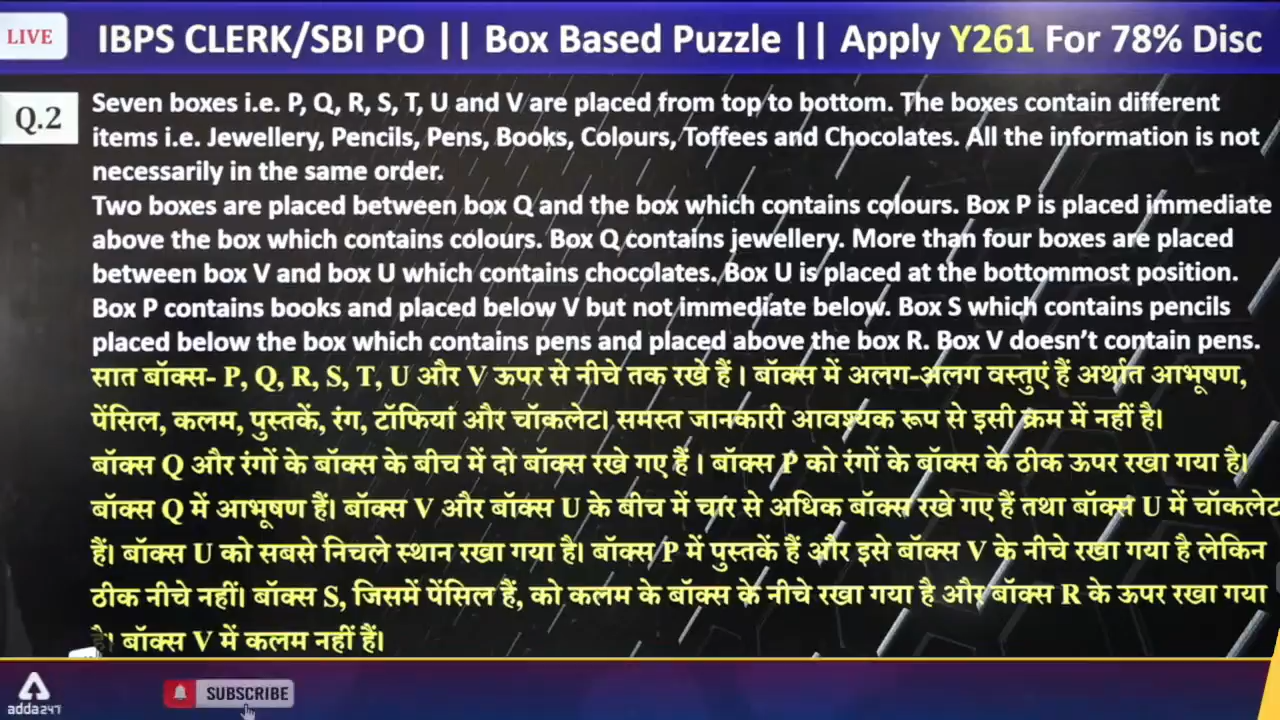 LIVE
IBPS CLERK/SBI PO || Box Based Puzzle || Apply Y261 For 78% Disc
Q.2
Seven boxes i.e. P, Q, R, S, T, U and V are placed from top to bottom. The boxes contain different
items i.e. Jewellery, Pencils, Pens, Books, Colours, Toffees and Chocolates. All the information is not
necessarily in the same order.
Two boxes are placed between box Q and the box which contains colours. Box P is placed immediate
above the box which contains colours. Box Q contains jewellery. More than four boxes are placed
between box V and box U which contains chocolates. Box U is placed at the bottommost position.
Box P contains books and placed below V but not immediate below. Box S which contains pencils
placed below the box which contains pens and placed above the box R. Box V doesn't contain pens.
सात बॉक्स- P, Q, R, S, T, U और V ऊपर से नीचे तक रखे हैं । बॉक्स में अलग-अलग वस्तुएं हैं अर्थात आभूषण,
पेंसिल, कलम, पुस्तकें, रंग, टॉफियां और चॉकलेट। समस्त जानकारी आवश्यक रूप से इसी क्रम में नहीं है।
बॉक्स Q और रंगों के बॉक्स के बीच में दो बॉक्स रखे गए हैं । बॉक्स P को रंगों के बॉक्स के ठीक ऊपर रखा गया है।
बॉक्स Q में आभूषण हैं। बॉक्स V और बॉक्स U के बीच में चार से अधिक बॉक्स रखे गए हैं तथा बॉक्स U में चॉकलेट
हैं। बॉक्स U को सबसे निचले स्थान रखा गया है। बॉक्स P में पुस्तकें हैं और इसे बॉक्स V के नीचे रखा गया है लेकिन
ठीक नीचे नहीं। बॉक्स S, जिसमें पेंसिल हैं, को कलम के बॉक्स के नीचे रखा गया है और बॉक्स R के ऊपर रखा गया
है। बॉक्स V में कलम नहीं हैं।
adda247
SUBSCRIBE